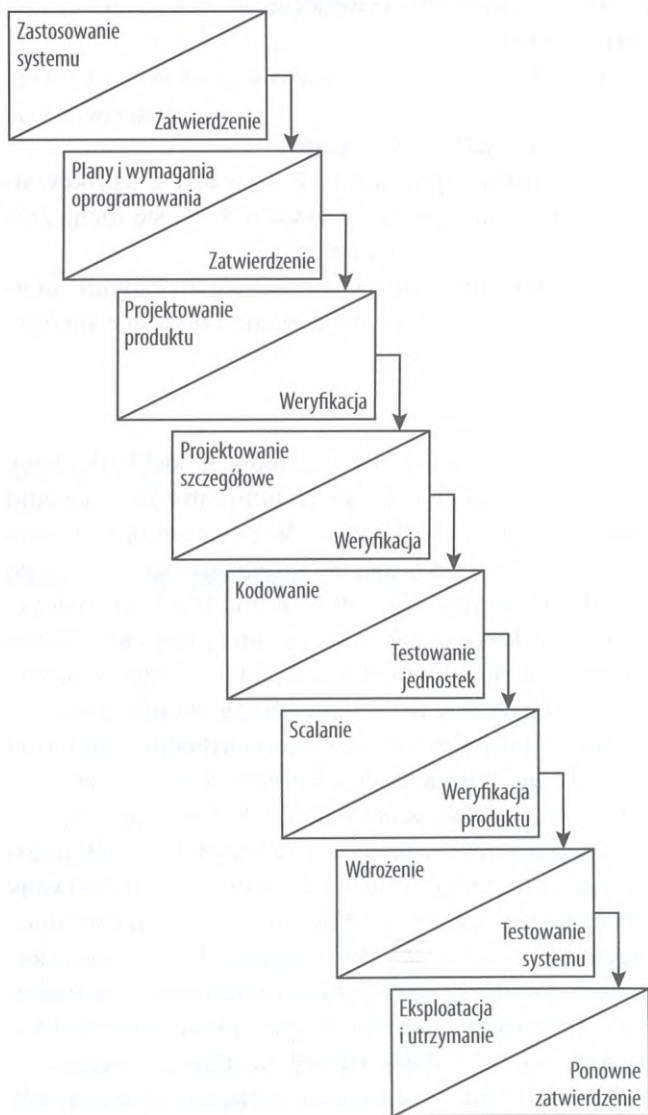 Zastosowanie
systemu
Zatwierdzenie
Plany i wymagania
oprogramowania
Zatwierdzenie
Projektowanie
produktu
Weryfikacja
Projektowanie
szczegółowe
Weryfikacja
Kodowanie
Testowanie
jednostek
Scalanie
Weryfikacja
produktu
Wdrożenie
Testowanie
systemu
Eksploatacja
i utrzymanie
Ponowne
zatwierdzenie